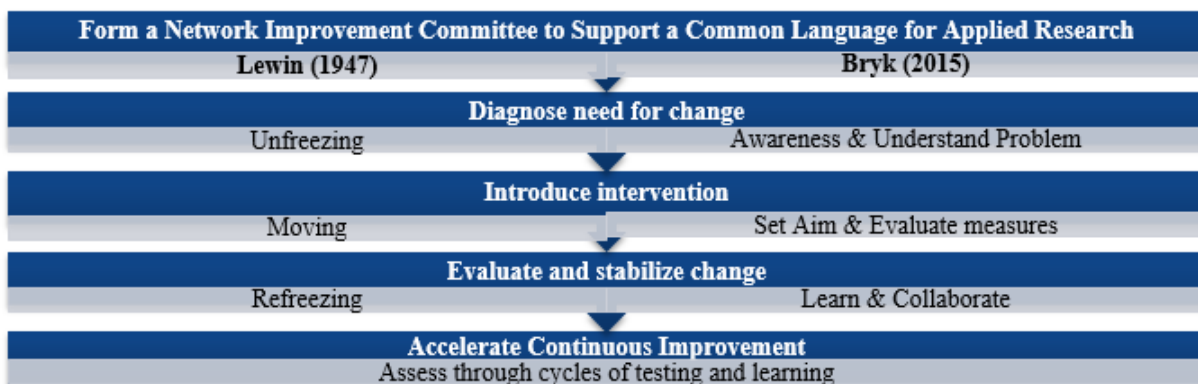 Form a Network Improvement Committee to Support a Common Language for Applied Research
Lewin (1947) Bryk (2015)
Diagnose need for change
Unfreezing Awareness & Understand Problem
Introduce intervention
Moving Set Aim & Evaluate measures
Evaluate and stabilize change
Refreezing Learn & Collaborate
Accelerate Continuous Improvement
Assess through cycles of testing and learning